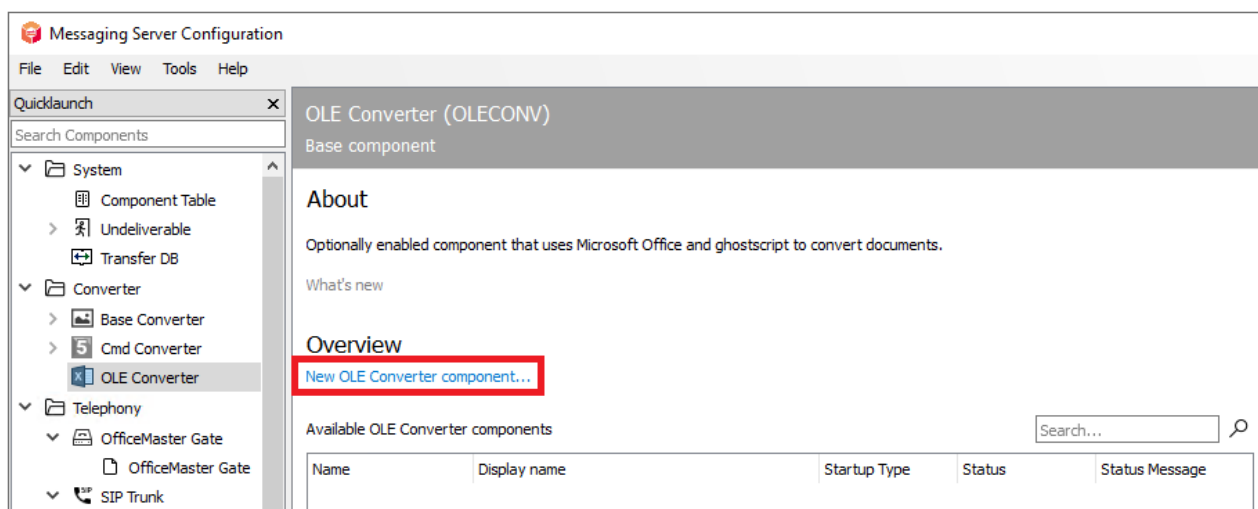 Messaging Server Configuration
File Edit View Tools Help
Quicklaunch x
Search Components
System
Component Table
Undeliverable
Transfer DB
Converter
Base Converter
Cmd Converter
OLE Converter
Telephony
OfficeMaster Gate
OfficeMaster Gate
SIP Trunk
OLE Converter (OLECONV)
Base component
About
Optionally enabled component that uses Microsoft Office and ghostscript to convert documents.
What's new
Overview
New OLE Converter component...
Available OLE Converter components
Search...
Name Display name Startup Type Status Status Message